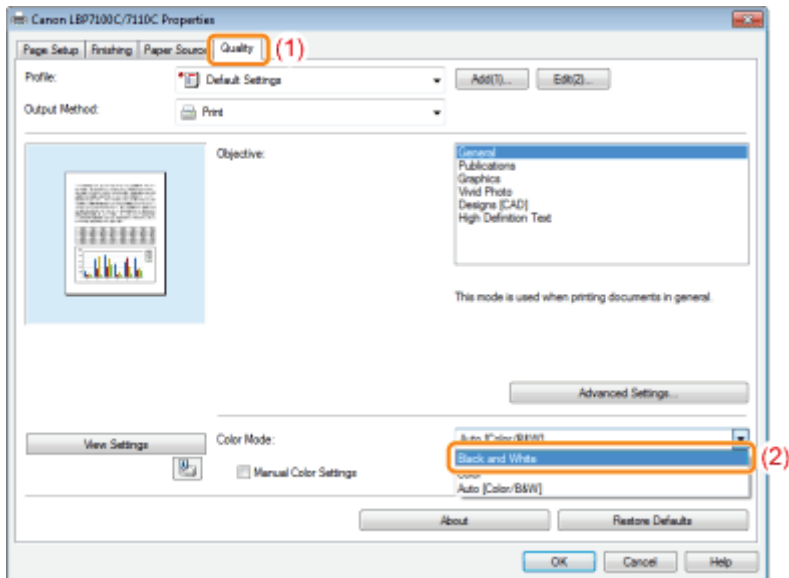 Canon LBP7100C/7110C Properties
Page Setup Finishing Paper Source Quality (1)
Profile: Default Settings Add(1)... Edit(2)...
Output Method: Print
Objective: General
Publications
Graphics
Vivid Photo
Designs [CAD]
High Definition Text
This mode is used when printing documents in general.
Advanced Settings...
View Settings Color Mode: Auto [Color/B&W]
Black and White (2)
Manual Color Settings Color
Auto [Color/B&W]
About Restore Defaults
OK Cancel Help